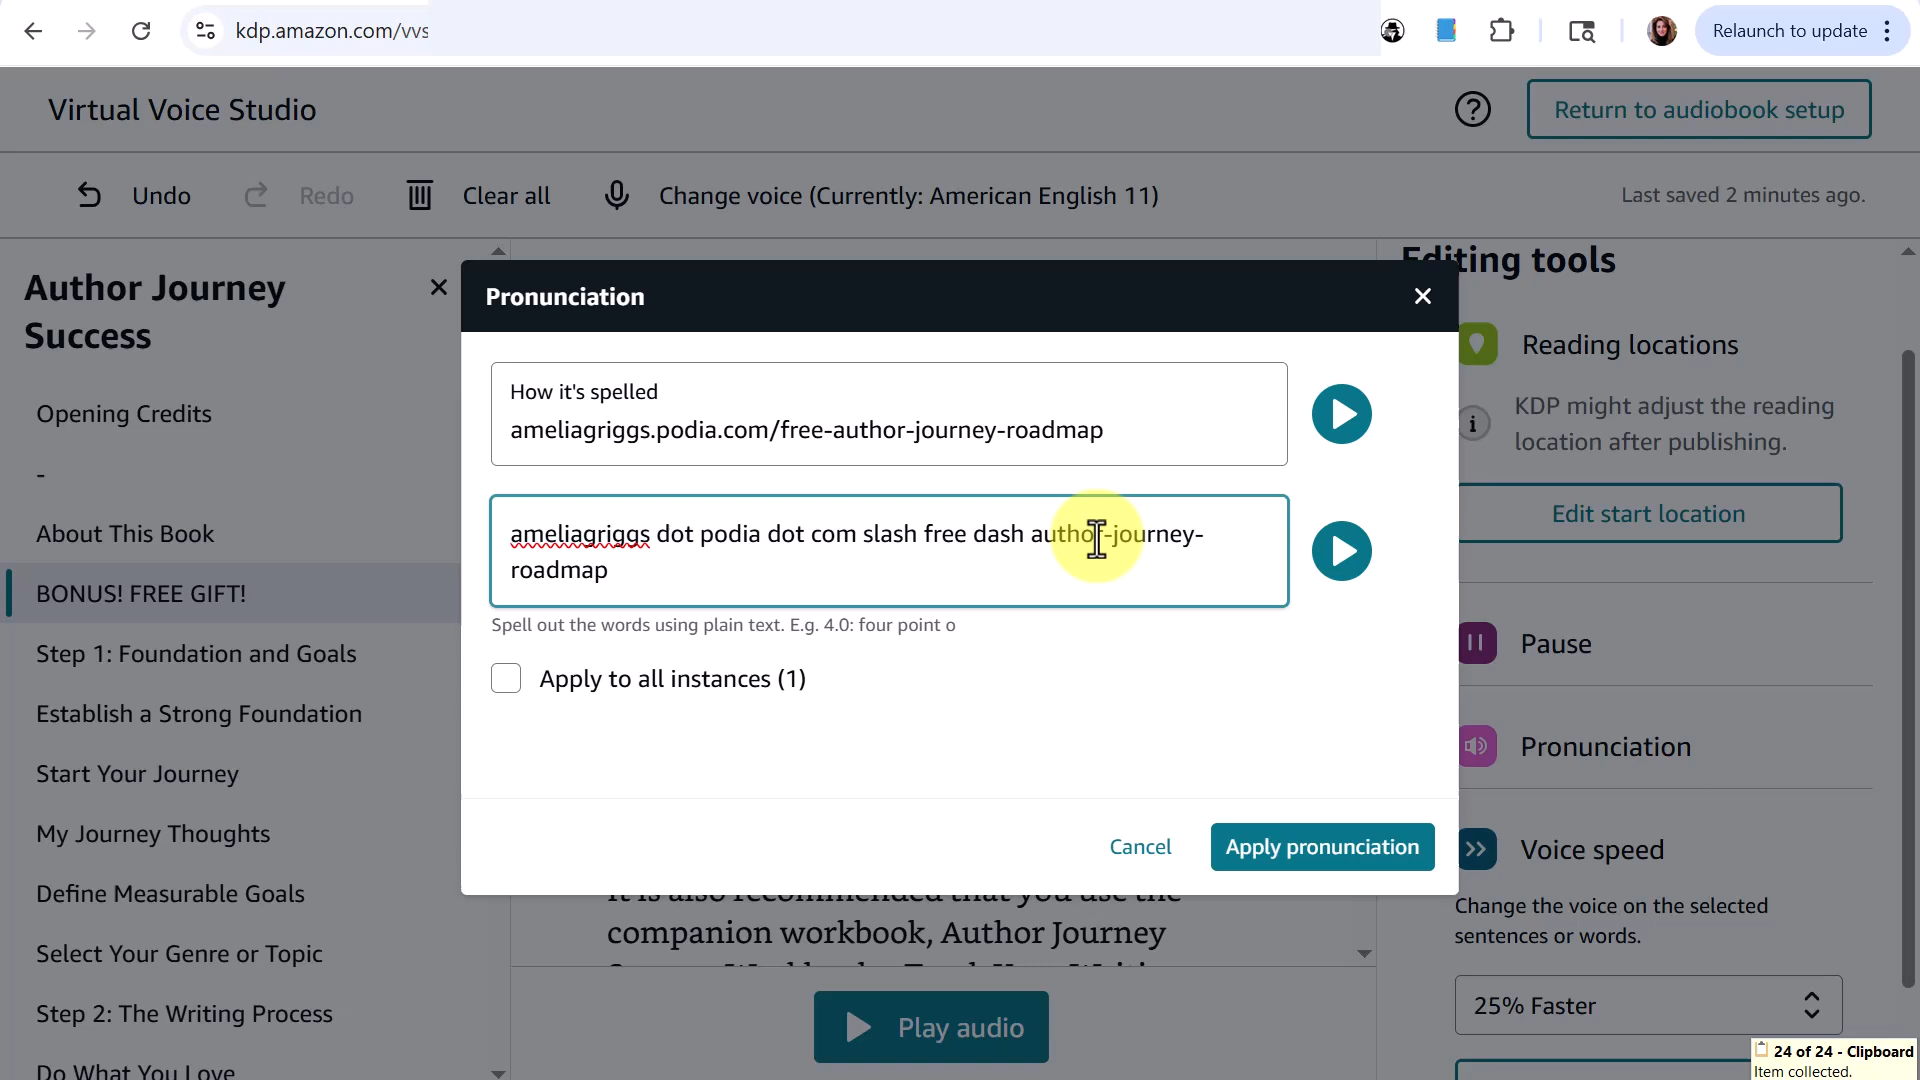 kdp.amazon.com/vvs
Relaunch to update
Virtual Voice Studio
Return to audiobook setup
Undo
Redo
Clear all
Change voice (Currently: American English 11)
Last saved 2 minutes ago.
Author Journey
Success
Opening Credits
-
About This Book
BONUS! FREE GIFT!
Step 1: Foundation and Goals
Establish a Strong Foundation
Start Your Journey
My Journey Thoughts
Define Measurable Goals
Select Your Genre or Topic
Step 2: The Writing Process
Do What You Love
Pronunciation
How it's spelled
ameliagriggs.podia.com/free-author-journey-roadmap
ameliagriggs dot podia dot com slash free dash author-journey-
roadmap
Spell out the words using plain text. E.g. 4.0: four point o
Apply to all instances (1)
Cancel
Apply pronunciation
It is also recommended that you use the
companion workbook, Author Journey
Play audio
Editing tools
Reading locations
KDP might adjust the reading
location after publishing.
Edit start location
Pause
Pronunciation
Voice speed
Change the voice on the selected
sentences or words.
25% Faster
24 of 24 - Clipboard
Item collected.